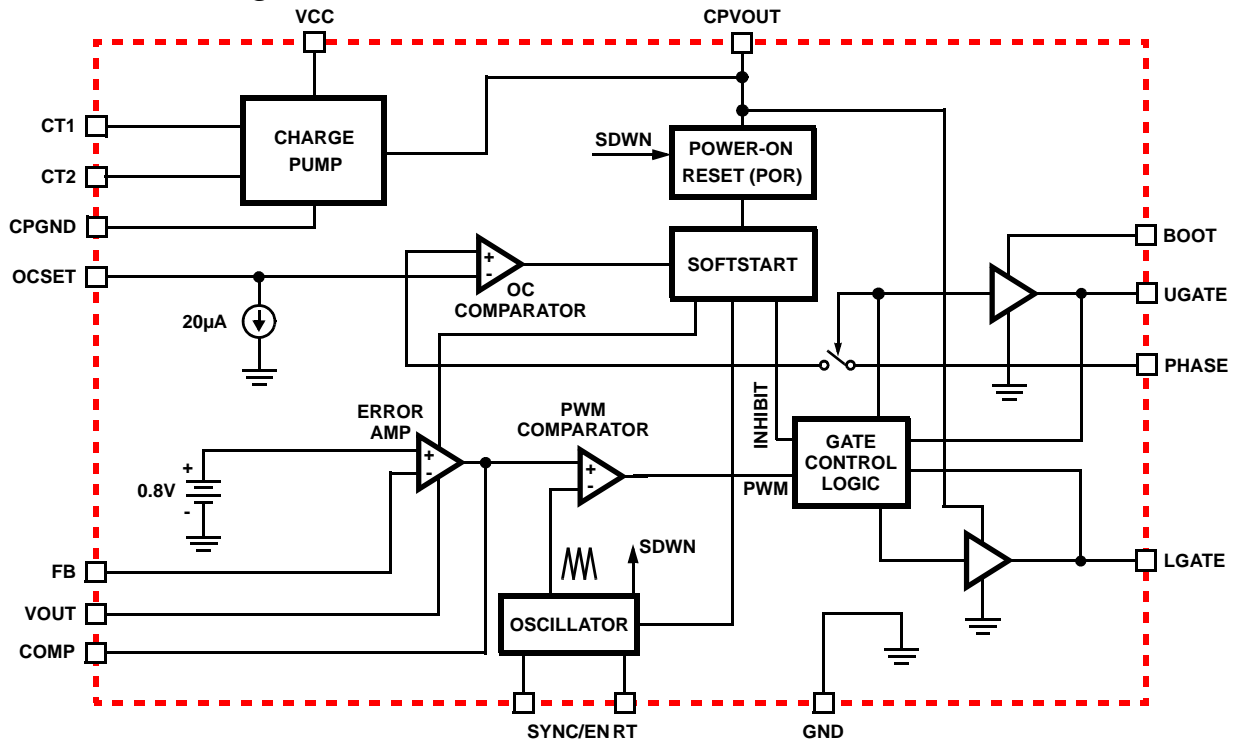 VCC
CPVOUT
CT1
CHARGE
PUMP
SDWN
POWER-ON
RESET (POR)
CT2
CPGND
BOOT
OCSET
+
-
SOFTSTART
OC
COMPARATOR
UGATE
20µA
PHASE
INHIBIT
ERROR
AMP
PWM
COMPARATOR
+
-
+
-
GATE
CONTROL
LOGIC
+
0.8V
-
PWM
SDWN
FB
LGATE
VOUT
OSCILLATOR
COMP
SYNC/EN
RT
GND